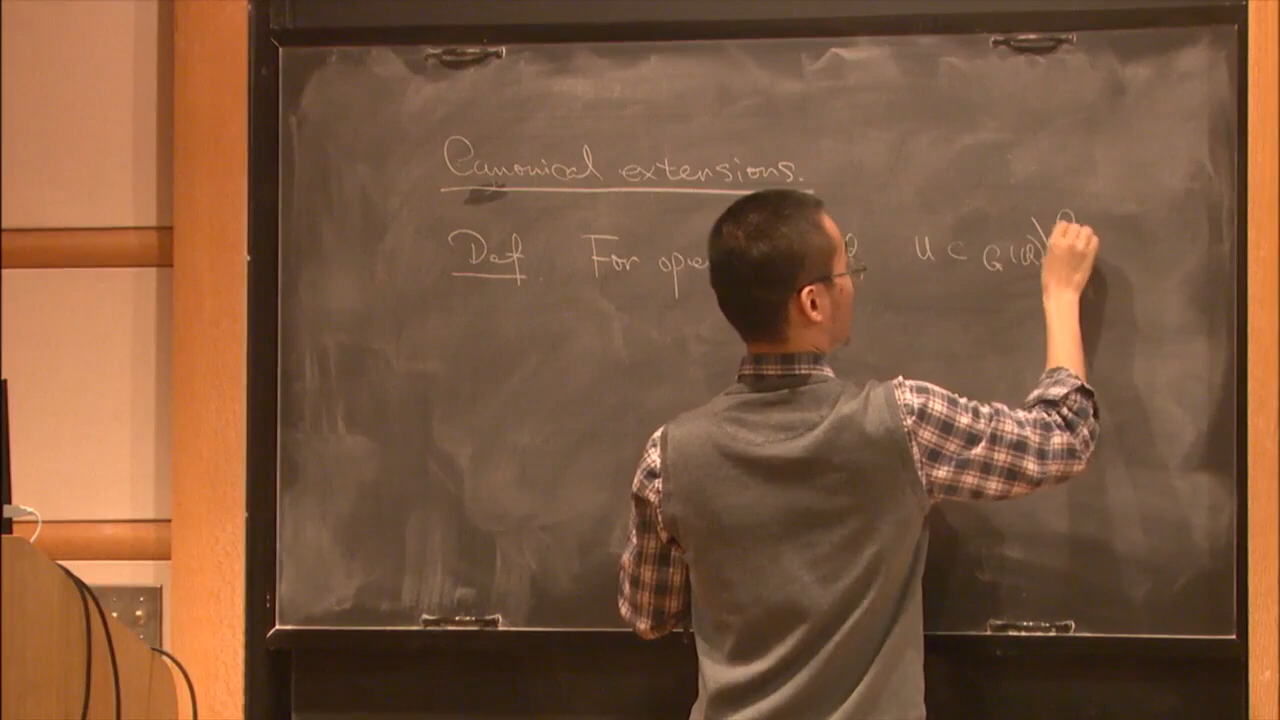 Canonical extensions.
Def. For ope U ⊂ G(Q)\